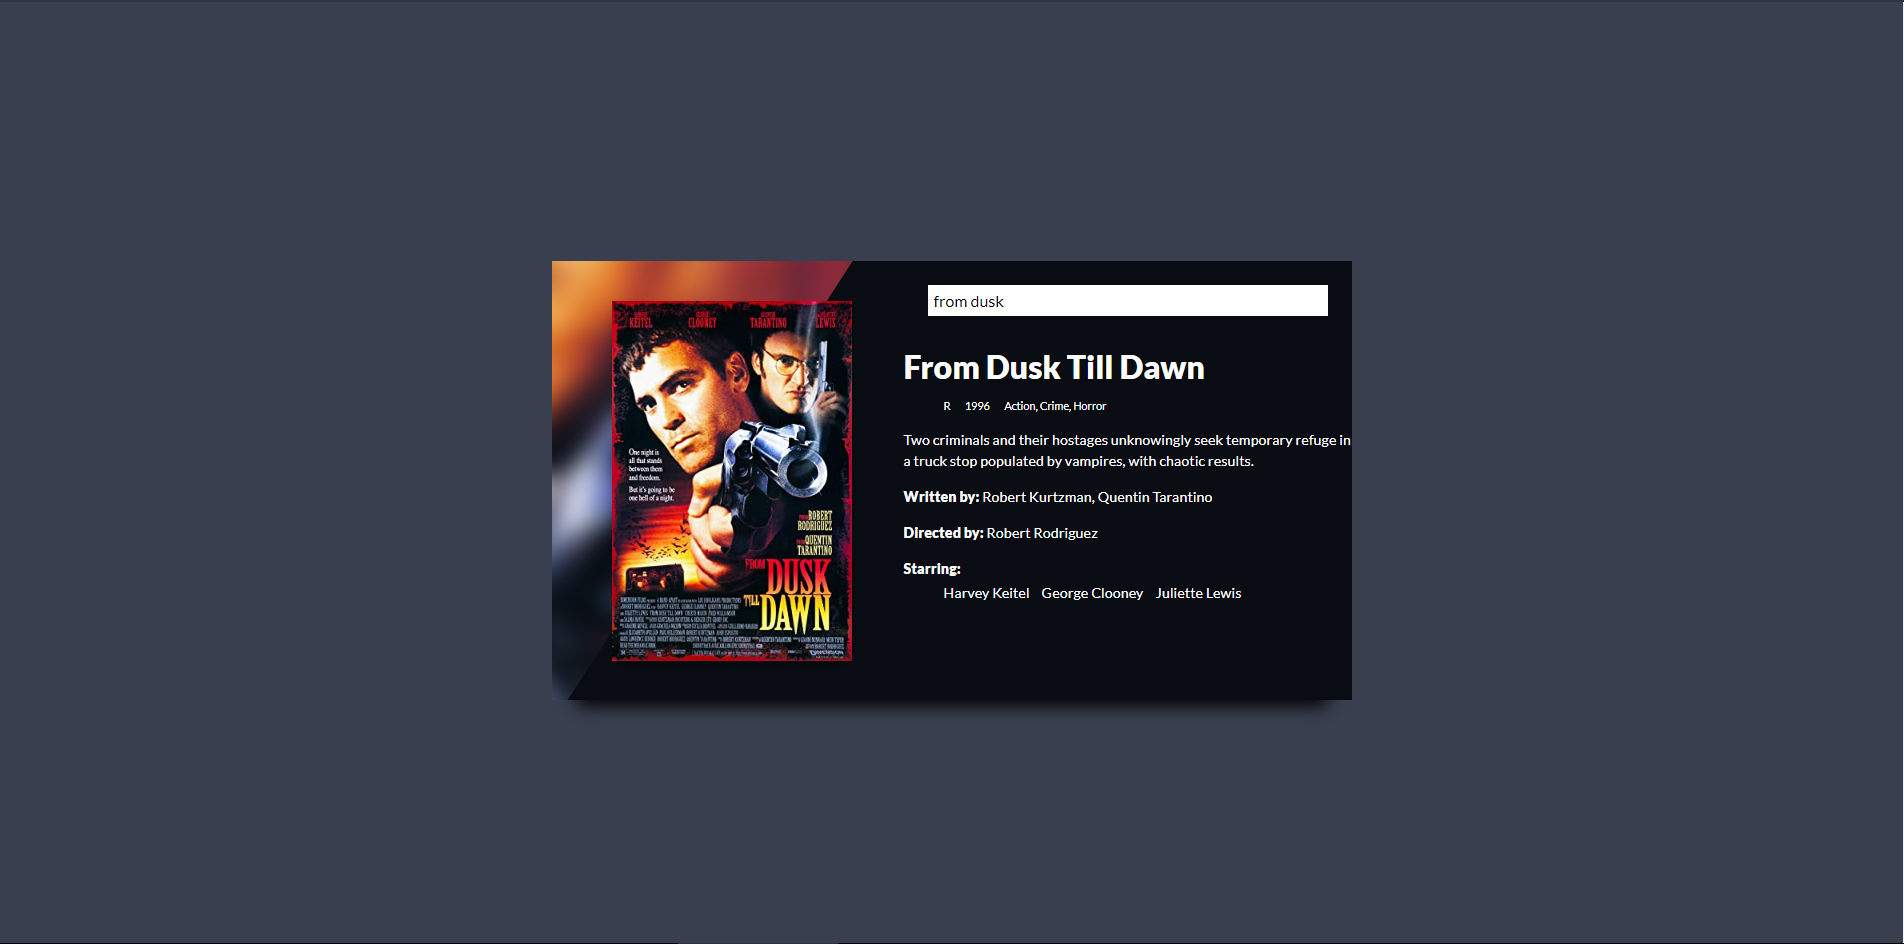 from dusk
KEITEL
CLOONEY
TARANTINO
LEWIS
One night is
all that stands
between them
and freedom.
But it's going to be
one hell of a night.
FROM ROBERT
RODRIGUEZ
FROM QUENTIN
TARANTINO
FROM DUSK
TILL DAWN
From Dusk Till Dawn
R 1996 Action, Crime, Horror
Two criminals and their hostages unknowingly seek temporary refuge in
a truck stop populated by vampires, with chaotic results.
Written by: Robert Kurtzman, Quentin Tarantino
Directed by: Robert Rodriguez
Starring:
Harvey Keitel George Clooney Juliette Lewis